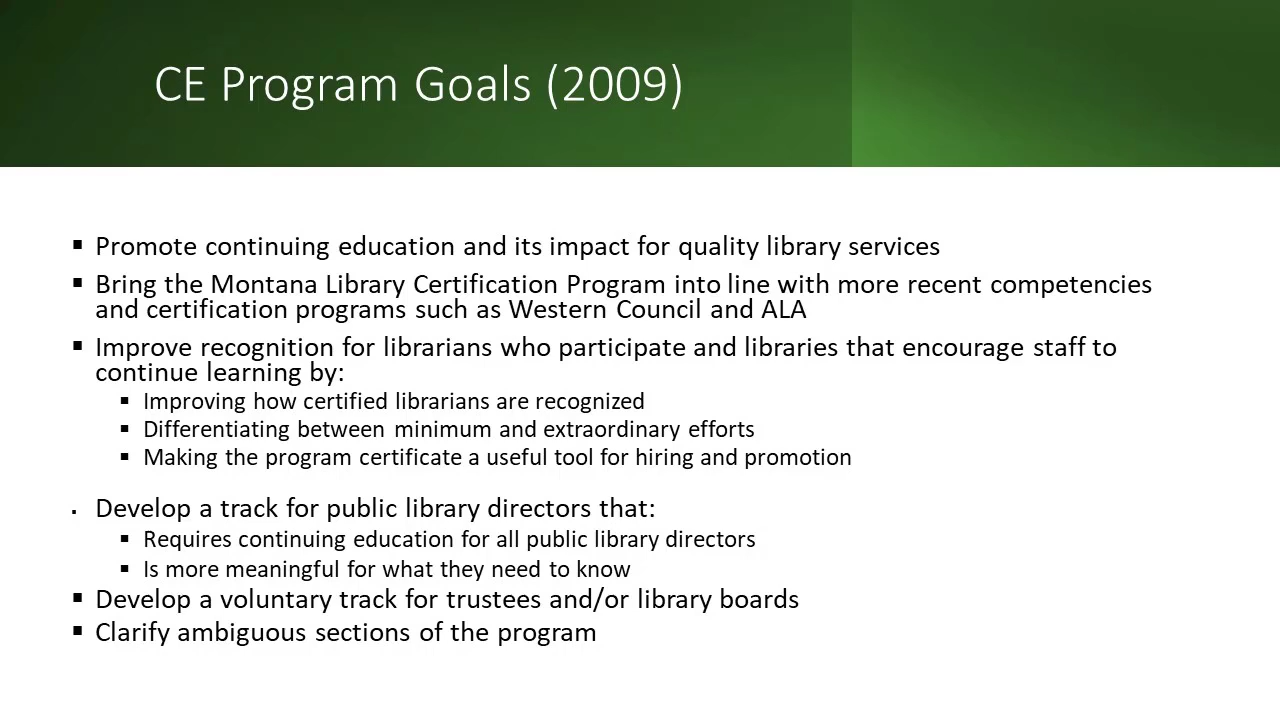 CE Program Goals (2009)
▪ Promote continuing education and its impact for quality library services
▪ Bring the Montana Library Certification Program into line with more recent competencies
and certification programs such as Western Council and ALA
▪ Improve recognition for librarians who participate and libraries that encourage staff to
continue learning by:
▪ Improving how certified librarians are recognized
▪ Differentiating between minimum and extraordinary efforts
▪ Making the program certificate a useful tool for hiring and promotion
▪ Develop a track for public library directors that:
▪ Requires continuing education for all public library directors
▪ Is more meaningful for what they need to know
▪ Develop a voluntary track for trustees and/or library boards
▪ Clarify ambiguous sections of the program